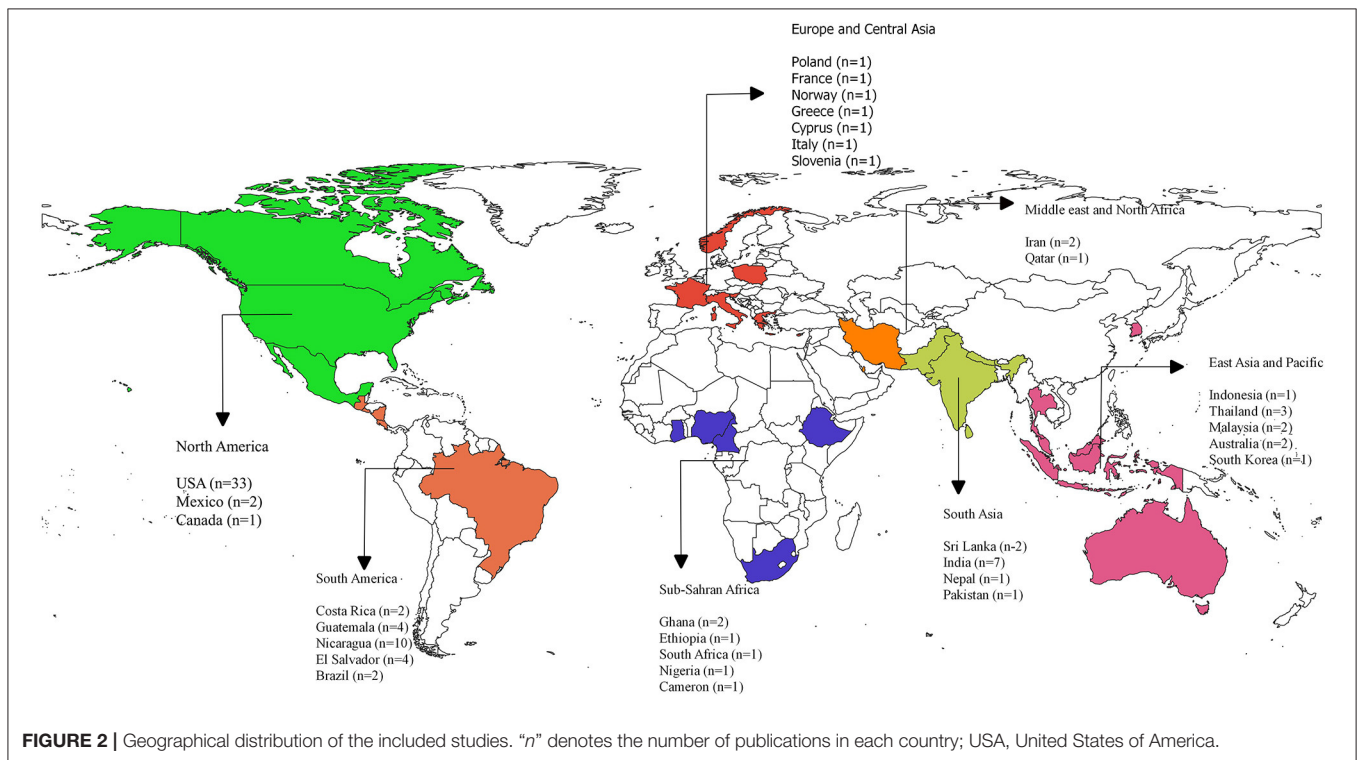 Europe and Central Asia
Poland (n=1)
France (n=1)
Norway (n=1)
Greece (n=1)
Cyprus (n=1)
Italy (n=1)
Slovenia (n=1)
Middle east and North Africa
Iran (n=2)
Qatar (n=1)
East Asia and Pacific
Indonesia (n=1)
Thailand (n=3)
Malaysia (n=2)
Australia (n=2)
South Korea (n=1)
North America
USA (n=33)
Mexico (n=2)
Canada (n=1)
South Asia
Sri Lanka (n-2)
India (n=7)
Nepal (n=1)
Pakistan (n=1)
South America
Costa Rica (n=2)
Guatemala (n=4)
Nicaragua (n=10)
El Salvador (n=4)
Brazil (n=2)
Sub-Sahran Africa
Ghana (n=2)
Ethiopia (n=1)
South Africa (n=1)
Nigeria (n=1)
Cameron (n=1)
FIGURE 2 | Geographical distribution of the included studies. “n” denotes the number of publications in each country; USA, United States of America.